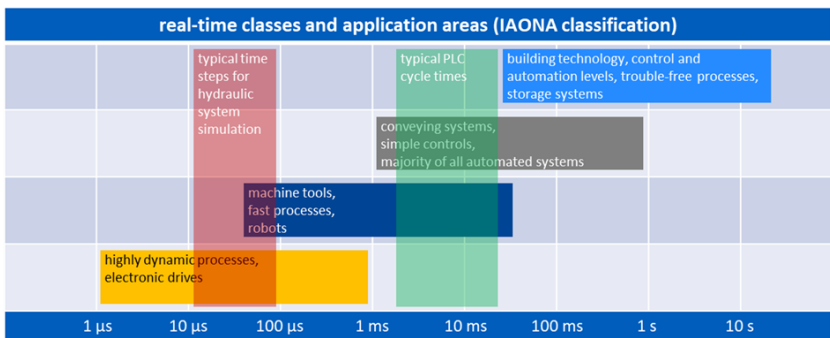 real-time classes and application areas (IAONA classification)
typical time
steps for
hydraulic
system
simulation
typical PLC
cycle times
building technology, control and
automation levels, trouble-free processes,
storage systems
conveying systems,
simple controls,
majority of all automated systems
machine tools,
fast processes,
robots
highly dynamic processes,
electronic drives
1 µs 10 µs 100 µs 1 ms 10 ms 100 ms 1 s 10 s